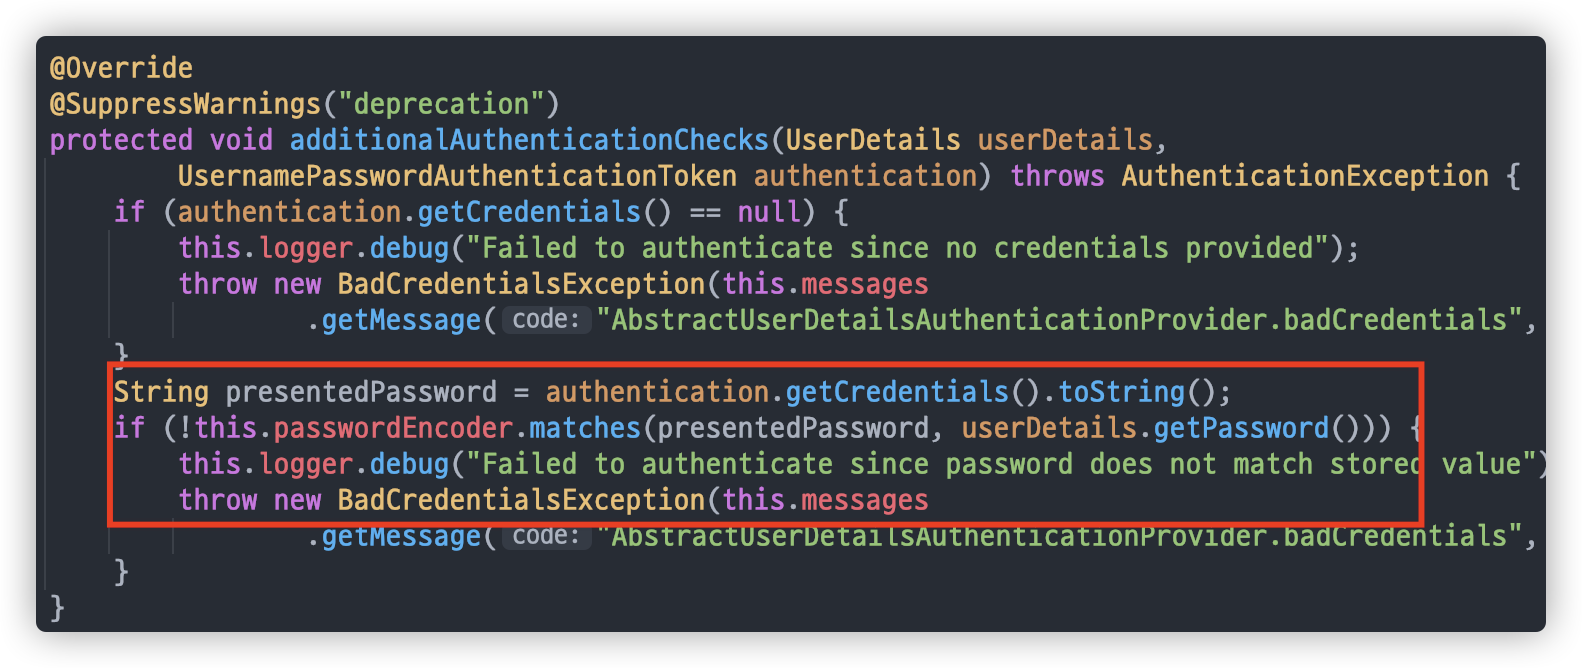 @Override
@SuppressWarnings("deprecation")
protected void additionalAuthenticationChecks(UserDetails userDetails,
UsernamePasswordAuthenticationToken authentication) throws AuthenticationException {
if (authentication.getCredentials() == null) {
this.logger.debug("Failed to authenticate since no credentials provided");
throw new BadCredentialsException(this.messages
.getMessage( code: "AbstractUserDetailsAuthenticationProvider.badCredentials",
}
String presentedPassword = authentication.getCredentials().toString();
if (!this.passwordEncoder.matches(presentedPassword, userDetails.getPassword())) {
this.logger.debug("Failed to authenticate since password does not match stored value")
throw new BadCredentialsException(this.messages
.getMessage( code: "AbstractUserDetailsAuthenticationProvider.badCredentials",
}
}